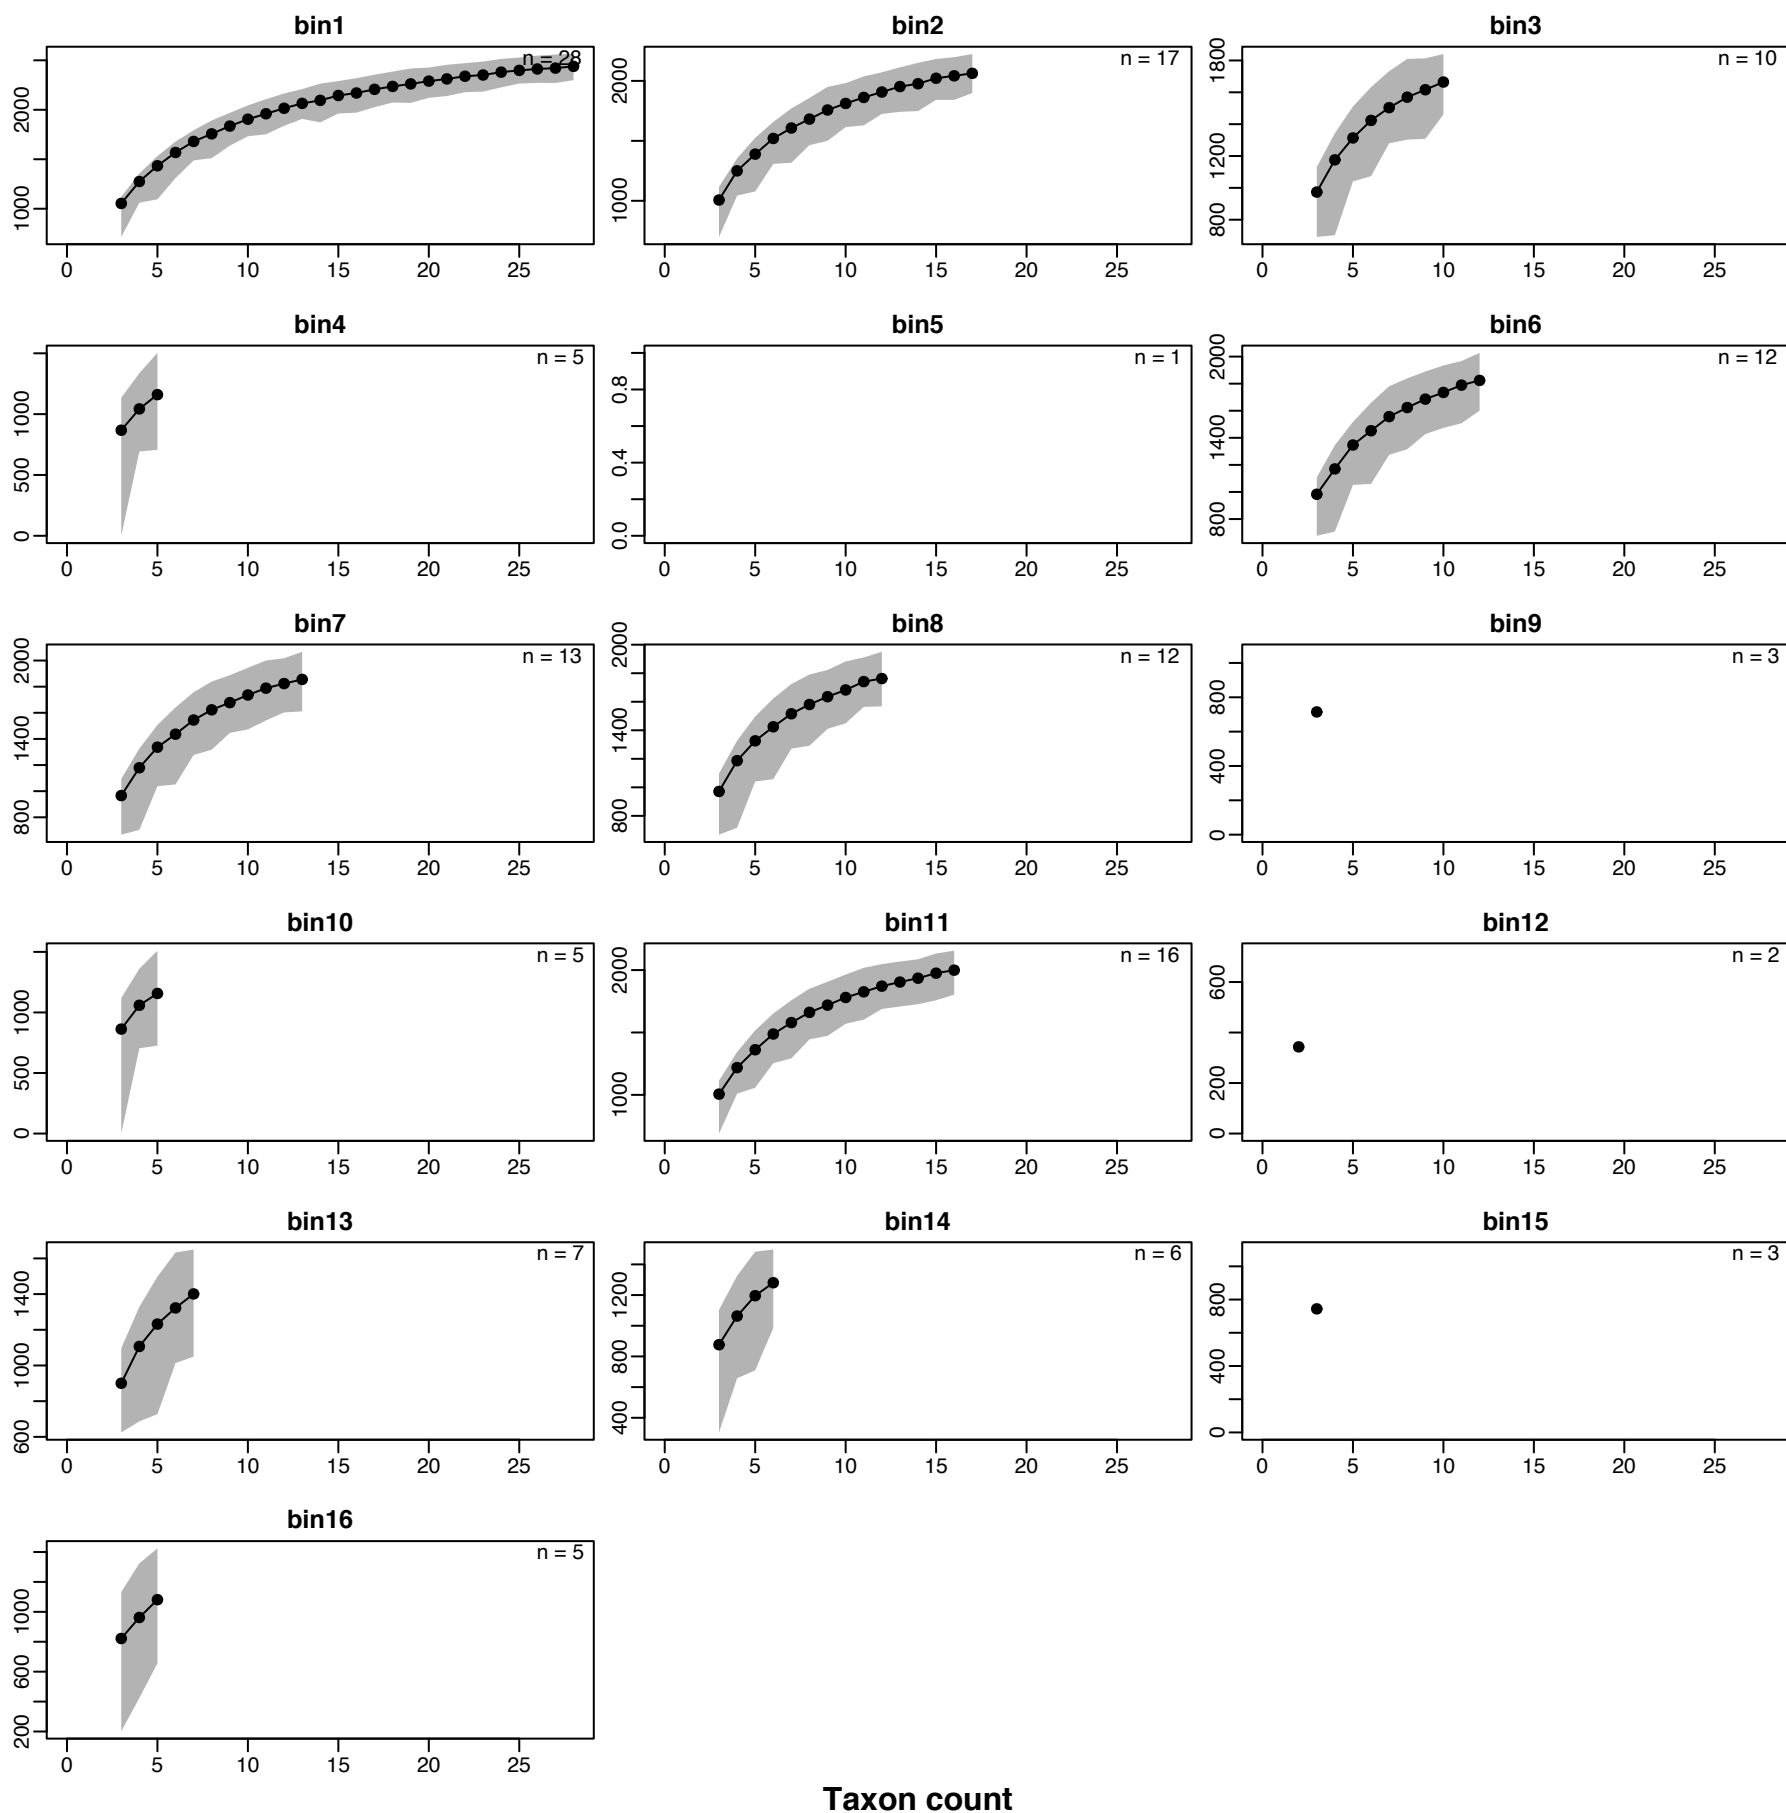 bin1 bin2 bin3
n = 28 n = 17 n = 10
1000 2000 1000 2000 800 1200 1800
0 5 10 15 20 25 0 5 10 15 20 25 0 5 10 15 20 25
bin4 bin5 bin6
n = 5 n = 1 n = 12
0 500 1000 0.0 0.4 0.8 800 1400 2000
0 5 10 15 20 25 0 5 10 15 20 25 0 5 10 15 20 25
bin7 bin8 bin9
n = 13 n = 12 n = 3
800 1400 2000 800 1400 2000 0 400 800
0 5 10 15 20 25 0 5 10 15 20 25 0 5 10 15 20 25
bin10 bin11 bin12
n = 5 n = 16 n = 2
0 500 1000 1000 2000 0 200 600
0 5 10 15 20 25 0 5 10 15 20 25 0 5 10 15 20 25
bin13 bin14 bin15
n = 7 n = 6 n = 3
600 1000 1400 400 800 1200 0 400 800
0 5 10 15 20 25 0 5 10 15 20 25 0 5 10 15 20 25
bin16
n = 5
200 600 1000
0 5 10 15 20 25
Taxon count